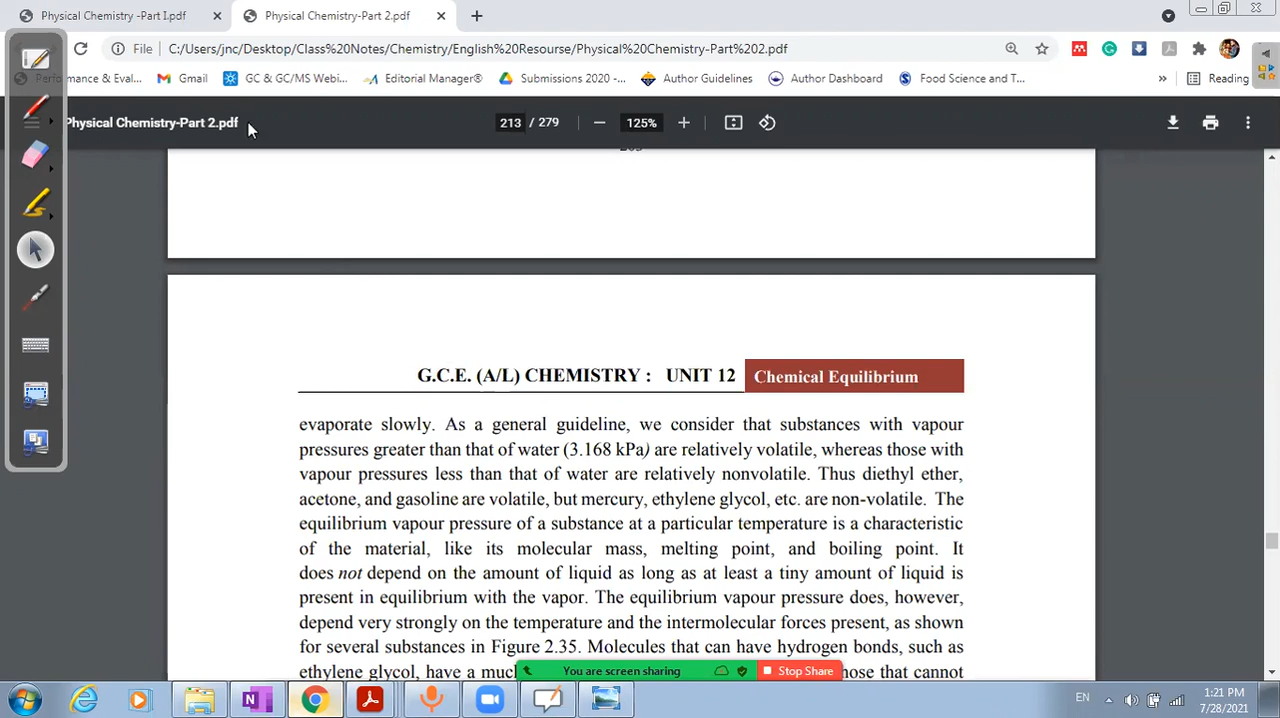 Physical Chemistry -Part I.pdf
Physical Chemistry-Part 2.pdf
File
C:/Users/jnc/Desktop/Class%20Notes/Chemistry/English%20Resourse/Physical%20Chemistry-Part%202.pdf
Performance & Eval...
Gmail
GC & GC/MS Webi...
Editorial Manager®
Submissions 2020 -...
Author Guidelines
Author Dashboard
Food Science and T...
»
Reading
Physical Chemistry-Part 2.pdf
213 / 279
125%
G.C.E. (A/L) CHEMISTRY : UNIT 12
Chemical Equilibrium
evaporate slowly. As a general guideline, we consider that substances with vapour
pressures greater than that of water (3.168 kPa) are relatively volatile, whereas those with
vapour pressures less than that of water are relatively nonvolatile. Thus diethyl ether,
acetone, and gasoline are volatile, but mercury, ethylene glycol, etc. are non-volatile. The
equilibrium vapour pressure of a substance at a particular temperature is a characteristic
of the material, like its molecular mass, melting point, and boiling point. It
does not depend on the amount of liquid as long as at least a tiny amount of liquid is
present in equilibrium with the vapor. The equilibrium vapour pressure does, however,
depend very strongly on the temperature and the intermolecular forces present, as shown
for several substances in Figure 2.35. Molecules that can have hydrogen bonds, such as
ethylene glycol, have a
that cannot
You are screen sharing
Stop Share
EN
1:21 PM
7/28/2021